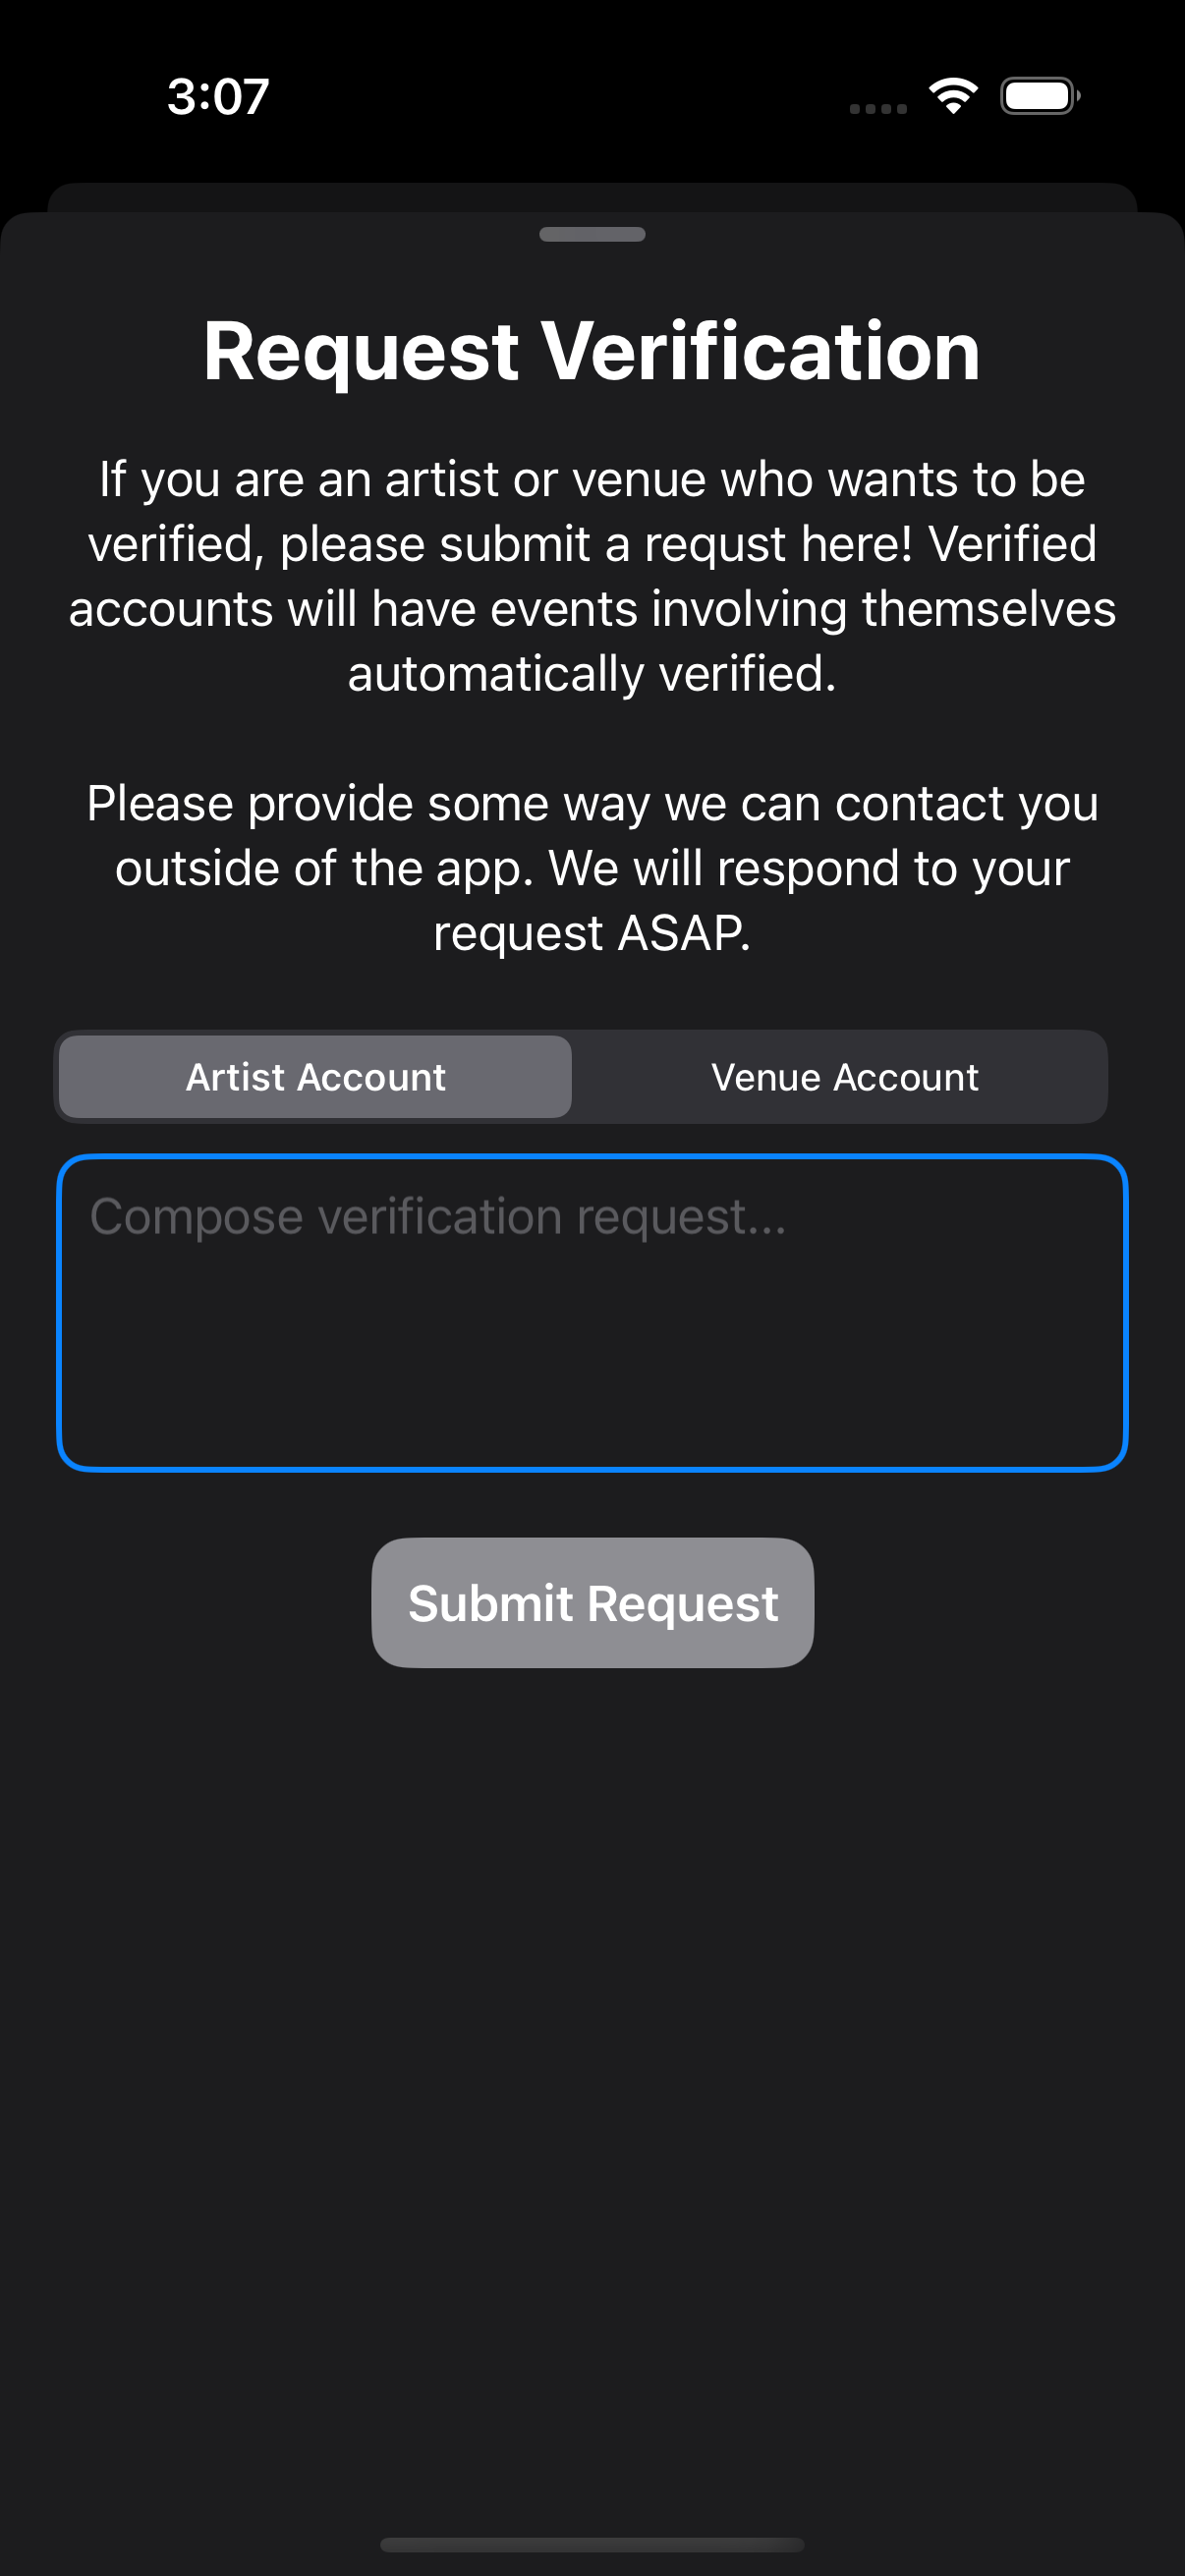 3:07
Request Verification
If you are an artist or venue who wants to be
verified, please submit a requst here! Verified
accounts will have events involving themselves
automatically verified.
Please provide some way we can contact you
outside of the app. We will respond to your
request ASAP.
Artist Account
Venue Account
Compose verification request...
Submit Request